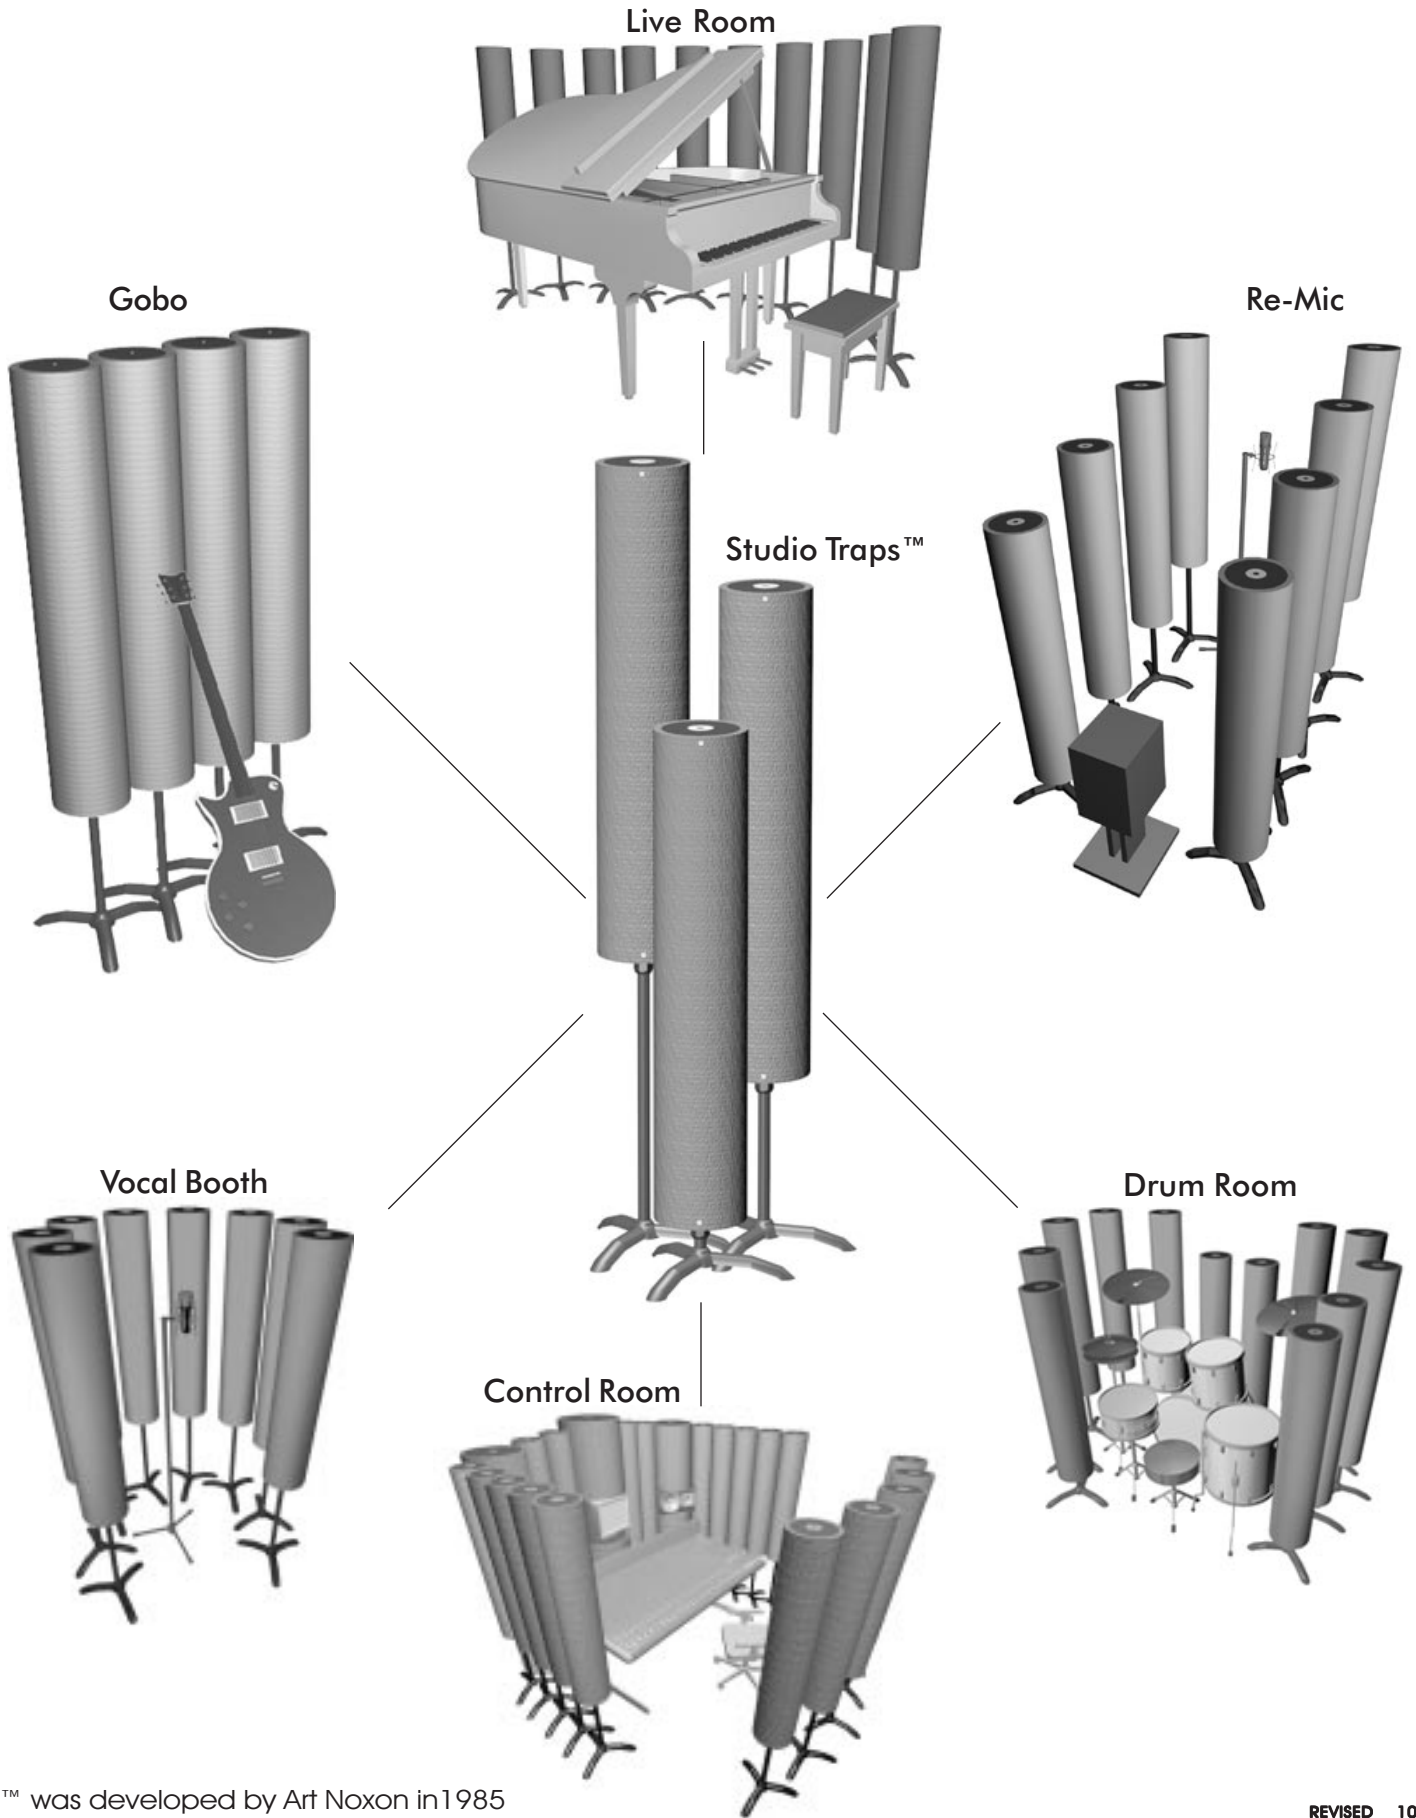 Live Room
Gobo
Re-Mic
Studio Traps™
Vocal Booth
Drum Room
Control Room
™ was developed by Art Noxon in1985
REVISED 10